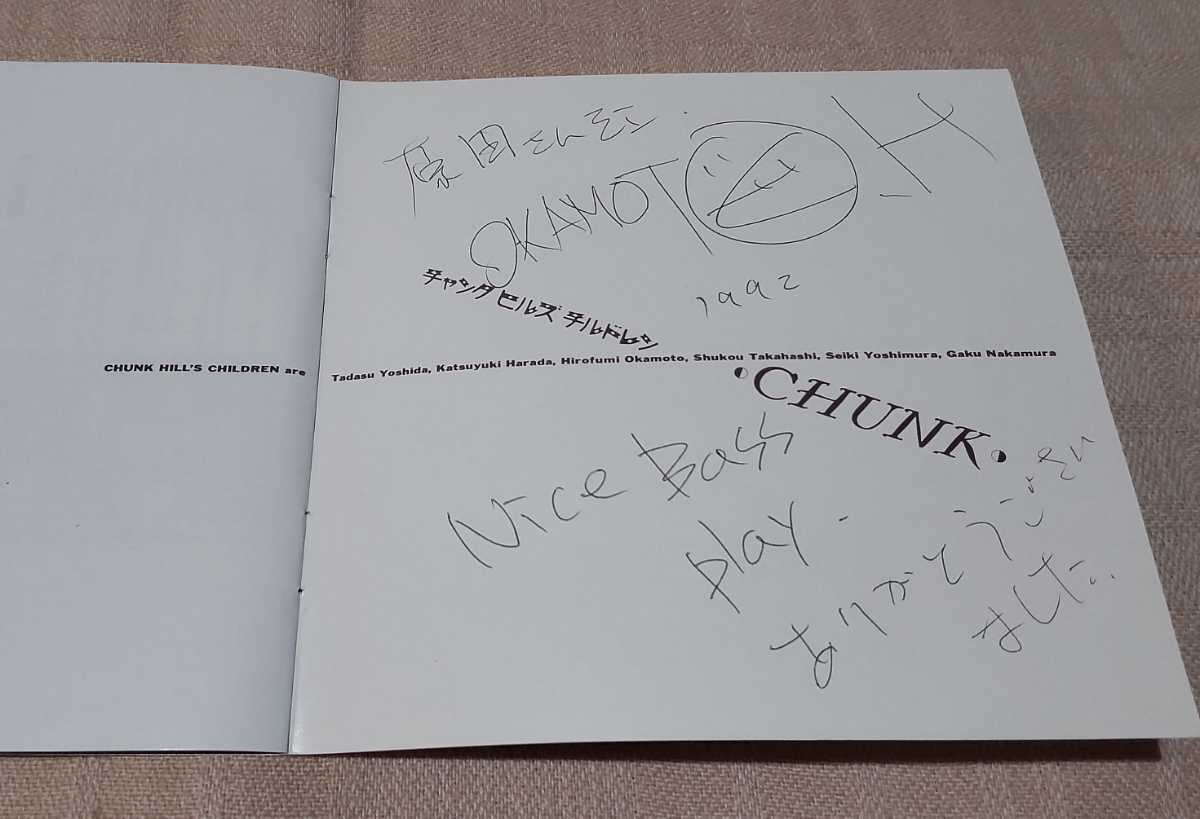 原田さん江.
OKAMOTO H
1992
チャンク ヒルズ チルドレン
CHUNK HILL'S CHILDREN are Tadasu Yoshida, Katsuyuki Harada, Hirofumi Okamoto, Shukou Takahashi, Seiki Yoshimura, Gaku Nakamura
CHUNK
Nice Bass
play.
ありがとうござい
ました..